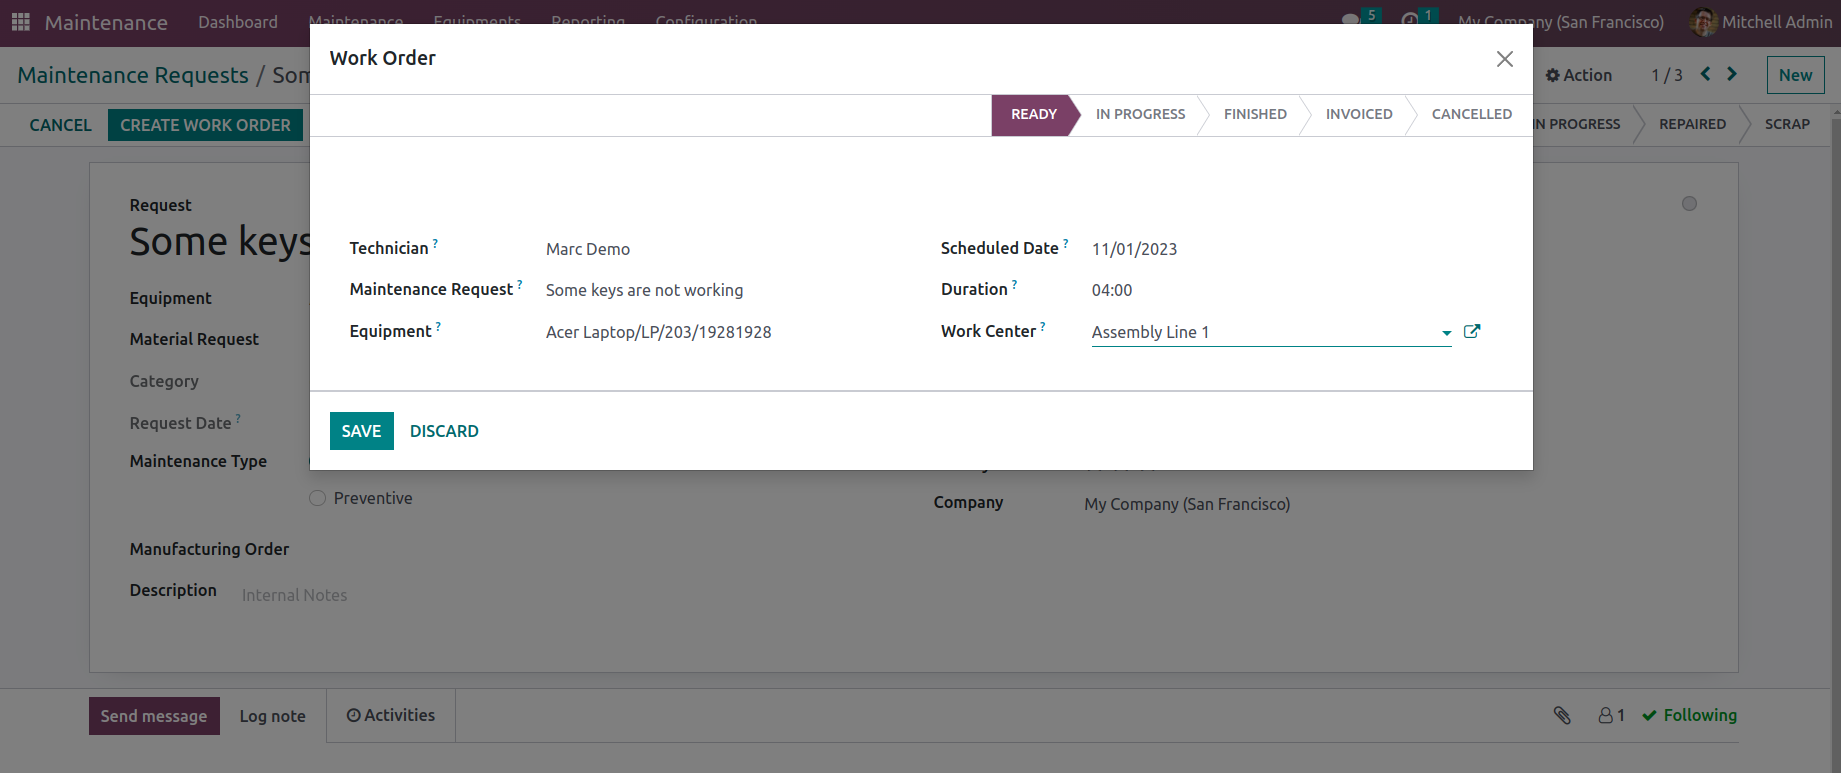 Maintenance Dashboard Maintenance Equipments Reporting Configuration 5 1 My Company (San Francisco) Mitchell Admin
Work Order
Maintenance Requests / Som
Action 1 / 3 New
CANCEL CREATE WORK ORDER
READY IN PROGRESS FINISHED INVOICED CANCELLED
IN PROGRESS REPAIRED SCRAP
Request
Some keys
Technician ? Marc Demo Scheduled Date ? 11/01/2023
Maintenance Request ? Some keys are not working Duration ? 04:00
Equipment ? Acer Laptop/LP/203/19281928 Work Center ? Assembly Line 1
Equipment
Material Request
Category
Request Date ?
SAVE DISCARD
Maintenance Type
Preventive
Company My Company (San Francisco)
Manufacturing Order
Description Internal Notes
Send message Log note Activities 1 Following